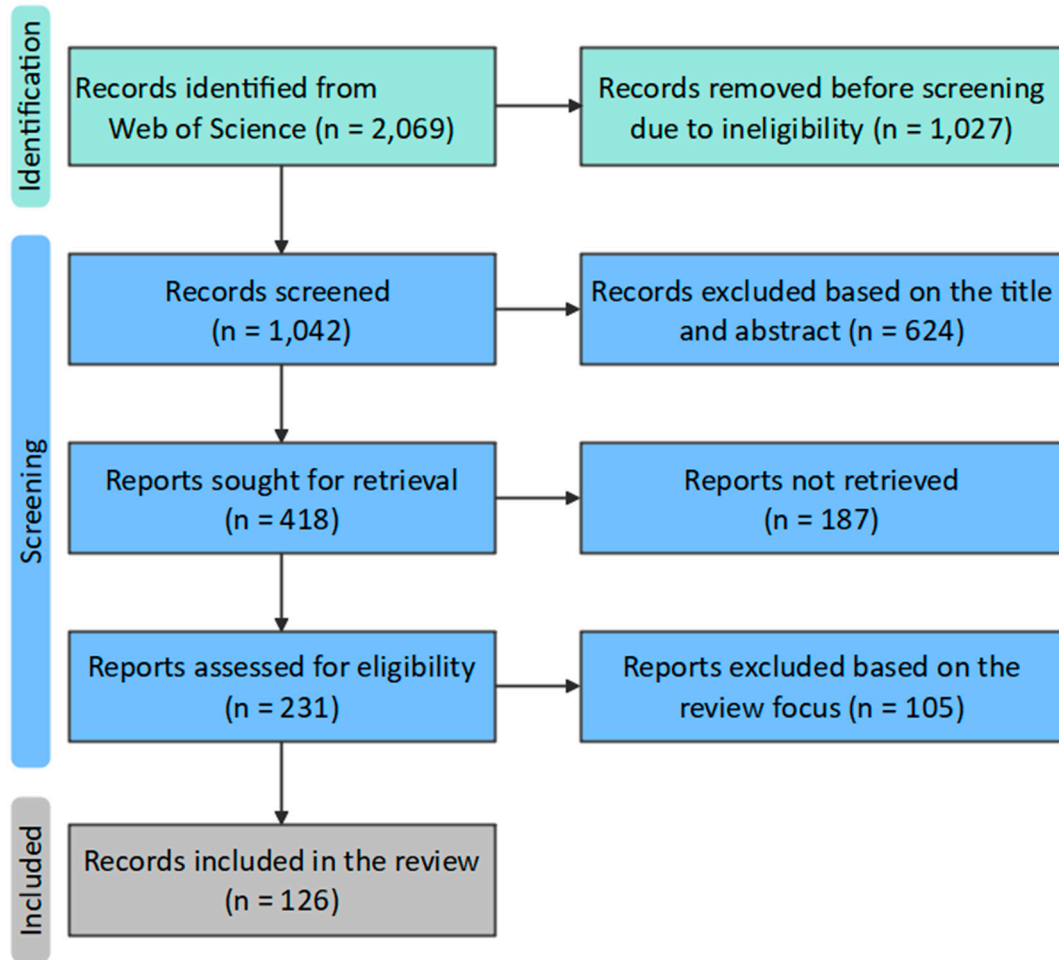 Identification
Records identified from
Web of Science (n = 2,069)
Records removed before screening
due to ineligibility (n = 1,027)
Screening
Records screened
(n = 1,042)
Records excluded based on the title
and abstract (n = 624)
Reports sought for retrieval
(n = 418)
Reports not retrieved
(n = 187)
Reports assessed for eligibility
(n = 231)
Reports excluded based on the
review focus (n = 105)
Included
Records included in the review
(n = 126)